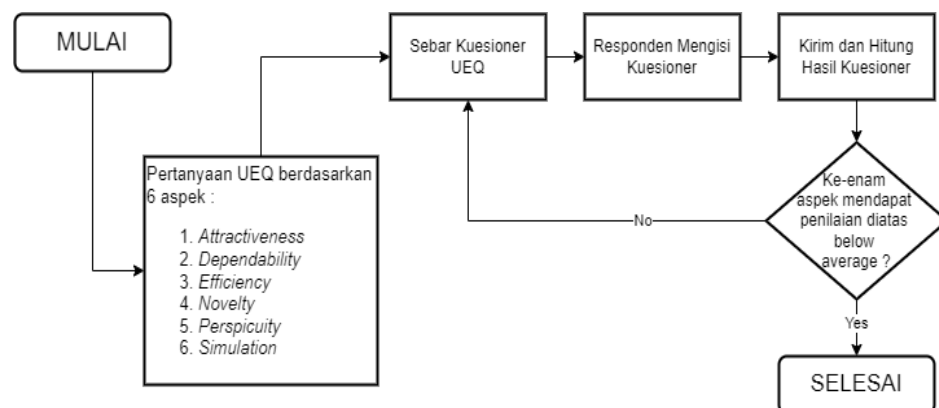 MULAI
Pertanyaan UEQ berdasarkan
6 aspek :
1. Attractiveness
2. Dependability
3. Efficiency
4. Novelty
5. Perspicuity
6. Simulation
Sebar Kuesioner
UEQ
Responden Mengisi
Kuesioner
Kirim dan Hitung
Hasil Kuesioner
Ke-enam
aspek mendapat
penilaian diatas
below
average ?
No
Yes
SELESAI